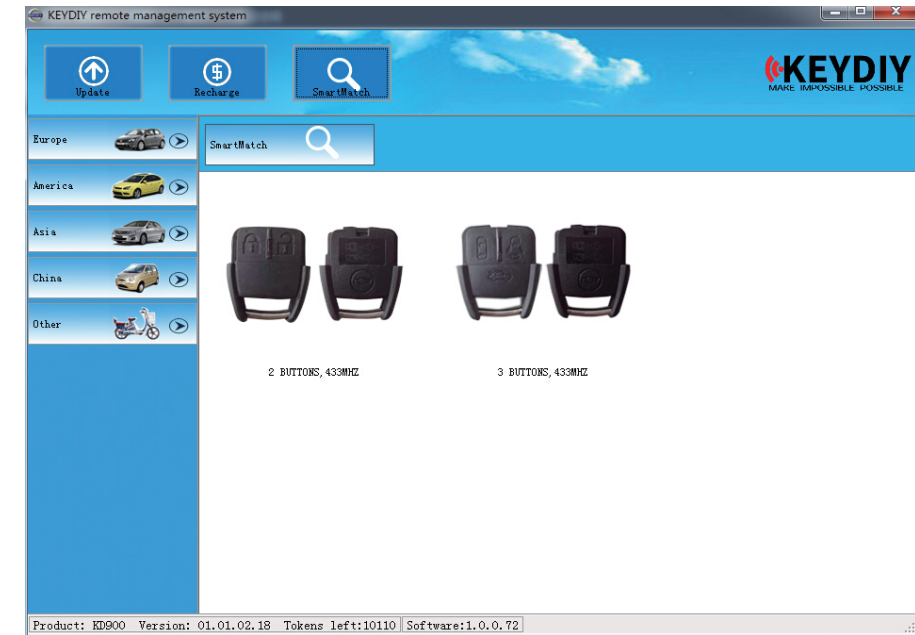 KEYDIY remote management system
Update
Recharge
SmartMatch
KEYDIY
MAKE IMPOSSIBLE POSSIBLE
Europe
SmartMatch
America
Asia
China
Other
2 BUTTONS, 433MHZ
3 BUTTONS, 433MHZ
Product: KD900 Version: 01.01.02.18 Tokens left:10110 Software:1.0.0.72